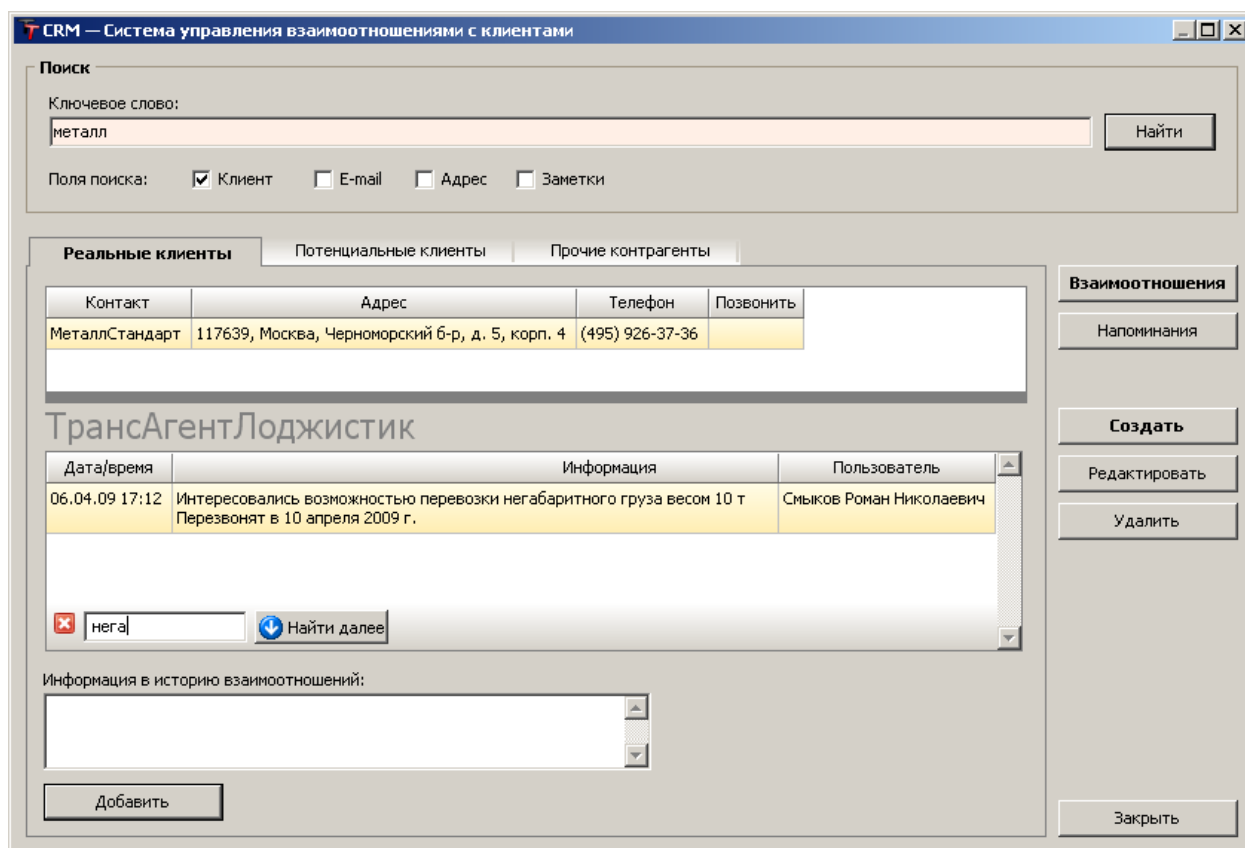 CRM — Система управления взаимоотношениями с клиентами
Поиск
Ключевое слово:
металл
Найти
Поля поиска: Клиент E-mail Адрес Заметки
Реальные клиенты Потенциальные клиенты Прочие контрагенты
Контакт Адрес Телефон Позвонить
МеталлСтандарт 117639, Москва, Черноморский б-р, д. 5, корп. 4 (495) 926-37-36
ТрансАгентЛоджистик
Дата/время Информация Пользователь
06.04.09 17:12 Интересовались возможностью перевозки негабаритного груза весом 10 т Смыков Роман Николаевич
Перезвонят в 10 апреля 2009 г.
нега Найти далее
Информация в историю взаимоотношений:
Добавить
Взаимоотношения
Напоминания
Создать
Редактировать
Удалить
Закрыть